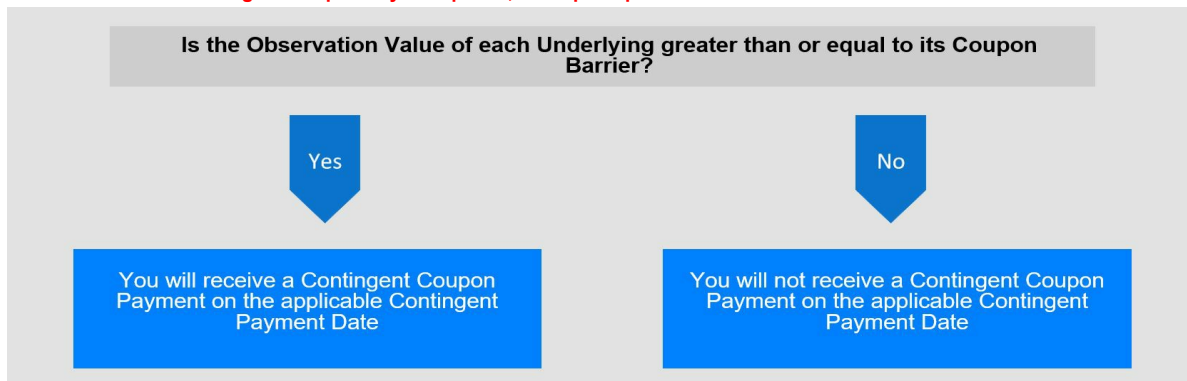 Is the Observation Value of each Underlying greater than or equal to its Coupon
Barrier?
Yes
No
You will receive a Contingent Coupon
Payment on the applicable Contingent
Payment Date
You will not receive a Contingent Coupon
Payment on the applicable Contingent
Payment Date